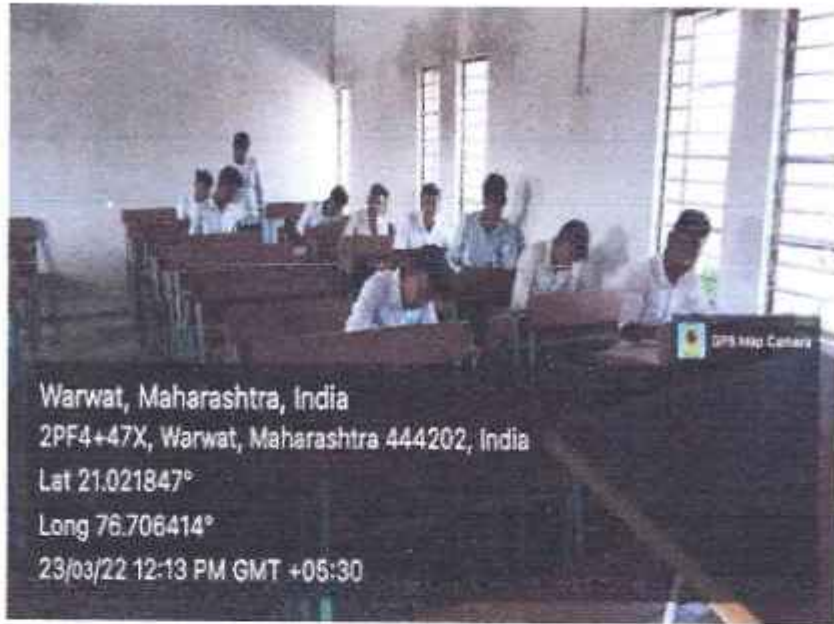 GPS Map Camera
Warwat, Maharashtra, India
2PF4+47X, Warwat, Maharashtra 444202, India
Lat 21.021847°
Long 76.706414°
23/03/22 12:13 PM GMT +05:30